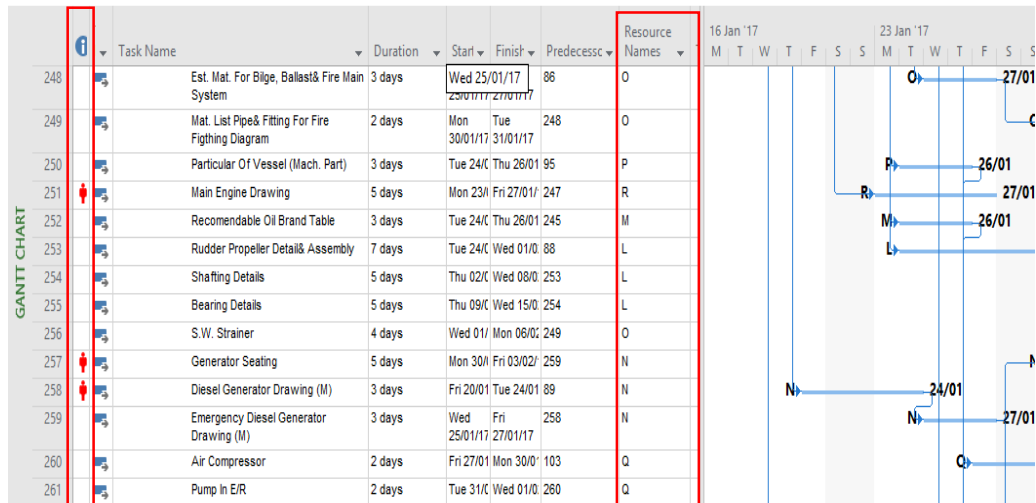 Resource
16 Jan '17 23 Jan '17
Task Name Duration Start Finish Predecessc Names
M T W T F S S M T W T F S S
GANTT CHART
248 Est. Mat. For Bilge, Ballast& Fire Main 3 days Wed 25/01/17 86 O O 27/01
System 25/01/17 27/01/17
249 Mat. List Pipe& Fitting For Fire 2 days Mon Tue 248 O
Figthing Diagram 30/01/17 31/01/17
250 Particular Of Vessel (Mach. Part) 3 days Tue 24/0 Thu 26/01 95 P P 26/01
251 Main Engine Drawing 5 days Mon 23/0 Fri 27/01/ 247 R R 27/01
252 Recomendable Oil Brand Table 3 days Tue 24/0 Thu 26/01 245 M M 26/01
253 Rudder Propeller Detail& Assembly 7 days Tue 24/0 Wed 01/0 88 L L
254 Shafting Details 5 days Thu 02/0 Wed 08/0 253 L
255 Bearing Details 5 days Thu 09/0 Wed 15/0 254 L
256 S.W. Strainer 4 days Wed 01/ Mon 06/02 249 O
257 Generator Seating 5 days Mon 30/0 Fri 03/02/ 259 N N
258 Diesel Generator Drawing (M) 3 days Fri 20/01 Tue 24/01 89 N N 24/01
259 Emergency Diesel Generator 3 days Wed Fri 258 N N 27/01
Drawing (M) 25/01/17 27/01/17
260 Air Compressor 2 days Fri 27/01 Mon 30/01 103 Q Q
261 Pump In E/R 2 days Tue 31/0 Wed 01/0 260 Q